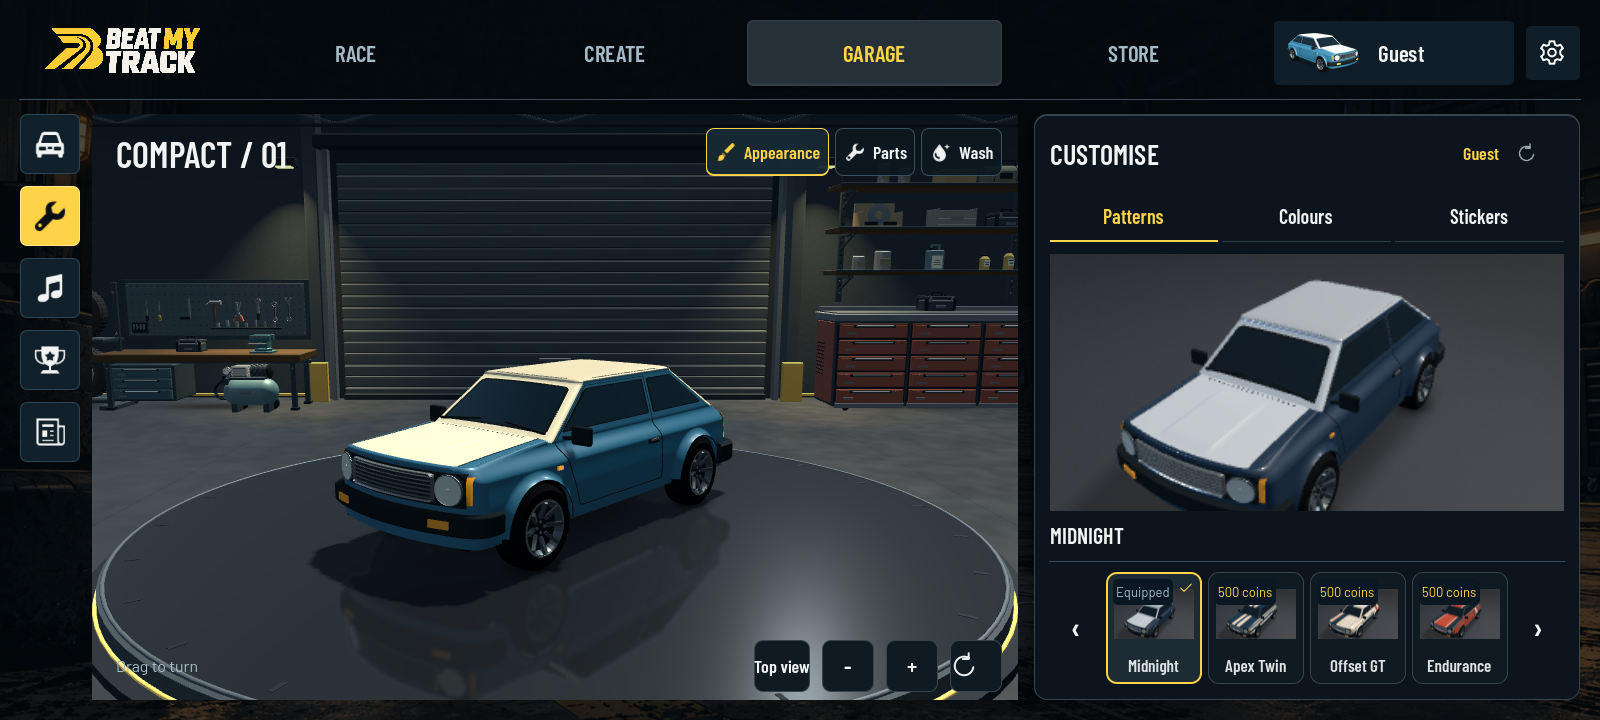 BEAT MY
TRACK
RACE
CREATE
GARAGE
STORE
Guest
COMPACT / 01
Appearance
Parts
Wash
CUSTOMISE
Guest
Patterns
Colours
Stickers
MIDNIGHT
Equipped
500 coins
500 coins
500 coins
Midnight
Apex Twin
Offset GT
Endurance
Drag to turn
Top view
-
+